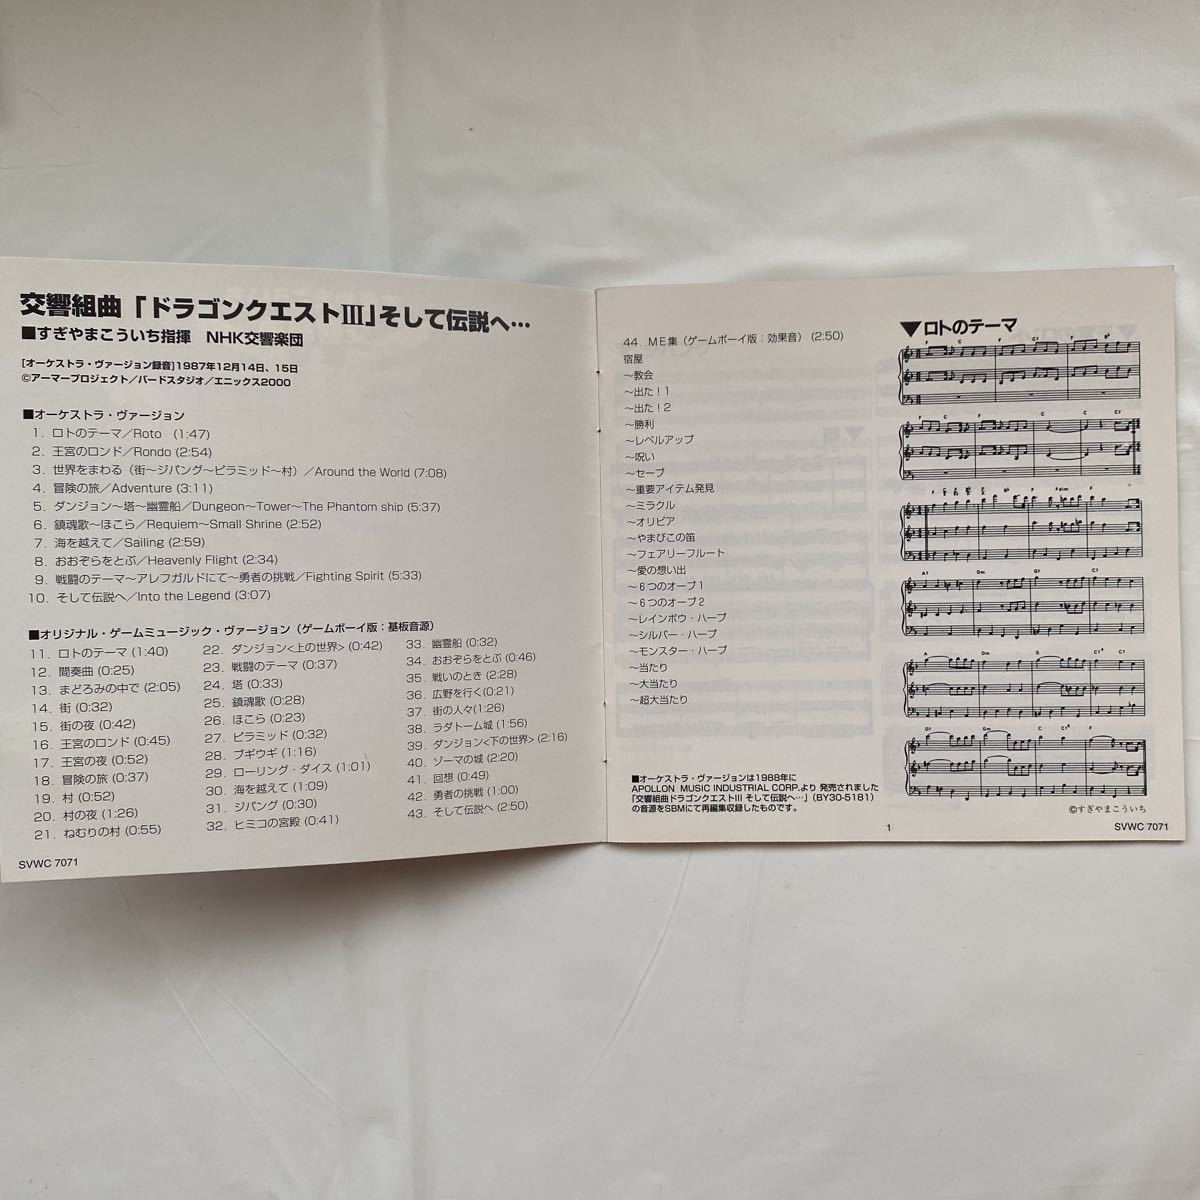 交響組曲「ドラゴンクエストIII」そして伝説へ…
■すぎやまこういち指揮 NHK交響楽団
[オーケストラ・ヴァージョン録音]1987年12月14日、15日
©アーマープロジェクト/バードスタジオ/エニックス2000
■オーケストラ・ヴァージョン
1. ロトのテーマ/Roto (1:47)
2. 王宮のロンド/Rondo (2:54)
3. 世界をまわる(街〜ジパング〜ピラミッド〜村)/Around the World (7:08)
4. 冒険の旅/Adventure (3:11)
5. ダンジョン〜塔〜幽霊船/Dungeon〜Tower〜The Phantom ship (5:37)
6. 鎮魂歌〜ほこら/Requiem〜Small Shrine (2:52)
7. 海を越えて/Sailing (2:59)
8. おおぞらをとぶ/Heavenly Flight (2:34)
9. 戦闘のテーマ〜アレフガルドにて〜勇者の挑戦/Fighting Spirit (5:33)
10. そして伝説へ/Into the Legend (3:07)
■オリジナル・ゲームミュージック・ヴァージョン(ゲームボーイ版:基板音源)
11. ロトのテーマ (1:40)
12. 間奏曲 (0:25)
13. まどろみの中で (2:05)
14. 街 (0:32)
15. 街の夜 (0:42)
16. 王宮のロンド (0:45)
17. 王宮の夜 (0:52)
18. 冒険の旅 (0:37)
19. 村 (0:52)
20. 村の夜 (1:26)
21. ねむりの村 (0:55)
22. ダンジョン<上の世界> (0:42)
23. 戦闘のテーマ (0:37)
24. 塔 (0:33)
25. 鎮魂歌 (0:28)
26. ほこら (0:23)
27. ピラミッド (0:32)
28. ブギウギ (1:16)
29. ローリング・ダイス (1:01)
30. 海を越えて (1:09)
31. ジパング (0:30)
32. ヒミコの宮殿 (0:41)
33. 幽霊船 (0:32)
34. おおぞらをとぶ (0:46)
35. 戦いのとき (2:28)
36. 広野を行く(0:21)
37. 街の人々(1:26)
38. ラダトーム城 (1:56)
39. ダンジョン<下の世界> (2:16)
40. ゾーマの城 (2:20)
41. 回想 (0:49)
42. 勇者の挑戦 (1:00)
43. そして伝説へ (2:50)
SVWC 7071
44. ME集(ゲームボーイ版:効果音)(2:50)
宿屋
〜教会
〜出た!1
〜出た!2
〜勝利
〜レベルアップ
〜呪い
〜セーブ
〜重要アイテム発見
〜ミラクル
〜オリビア
〜やまびこの笛
〜フェアリーフルート
〜愛の想い出
〜6つのオーブ1
〜6つのオーブ2
〜レインボウ・ハープ
〜シルバー・ハープ
〜モンスター・ハープ
〜当たり
〜大当たり
〜超大当たり
■オーケストラ・ヴァージョンは1988年に
APOLLON MUSIC INDUSTRIAL CORP.より 発売されました
「交響組曲ドラゴンクエストIII そして伝説へ…」(BY30-5181)
の音源をSBMにて再編集収録したものです。
1
▼ロトのテーマ
©すぎやまこういち
SVWC 7071